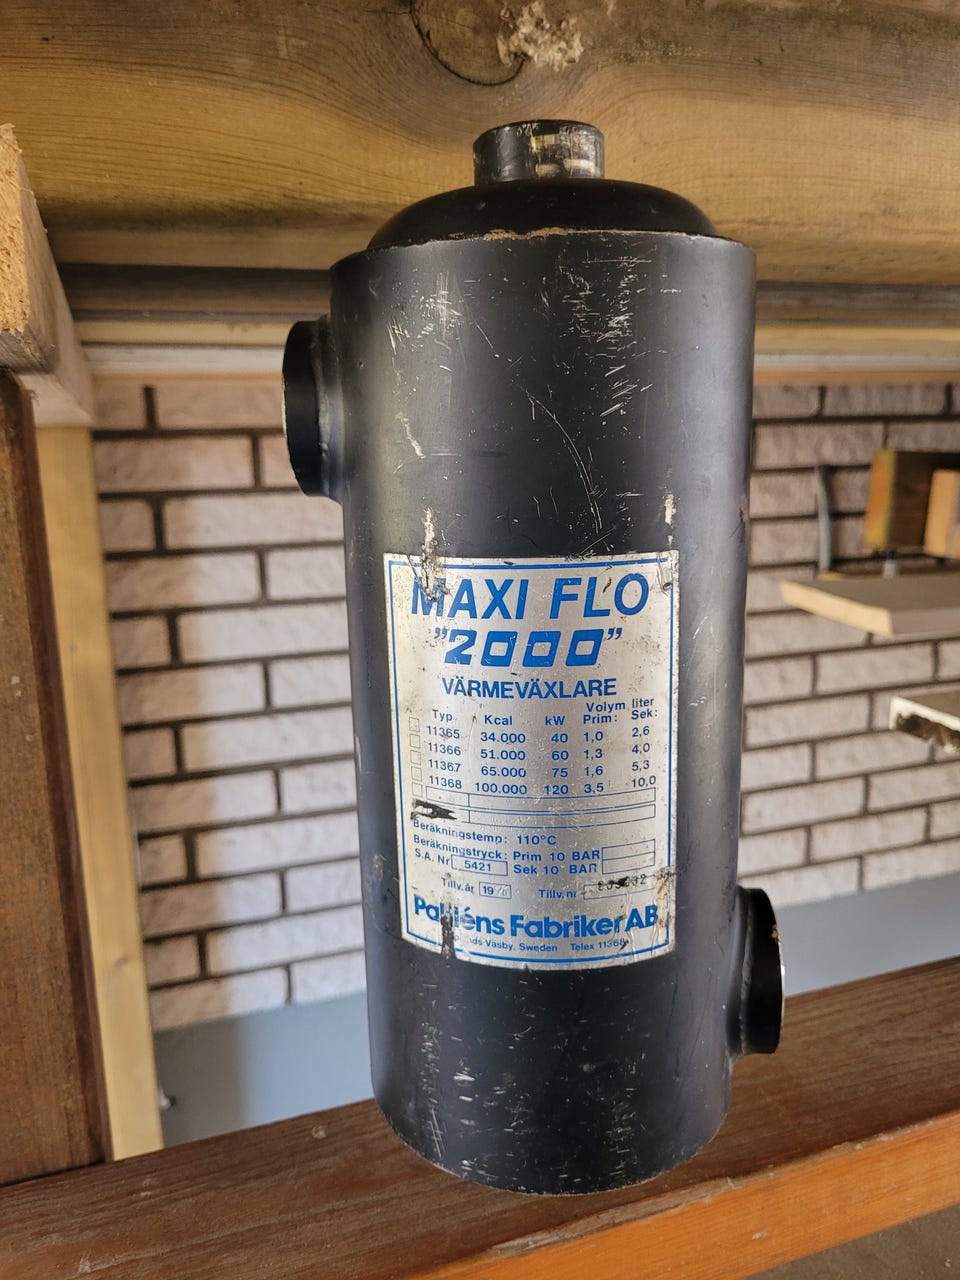 MAXI FLO
"2000"
VÄRMEVÄXLARE
Volym liter
Typ Kcal kW Prim: Sek:
11365 34.000 40 1,0 2,6
11366 51.000 60 1,3 4,0
11367 65.000 75 1,6 5,3
11368 100.000 120 3,5 10,0
Beräkningstemp: 110°C
Beräkningstryck: Prim 10 BAR
S.A. Nr 5421 Sek 10 BAR
Tillv.år Tillv.nr
Pahléns Fabriker AB
Väsby, Sweden Telex 11368